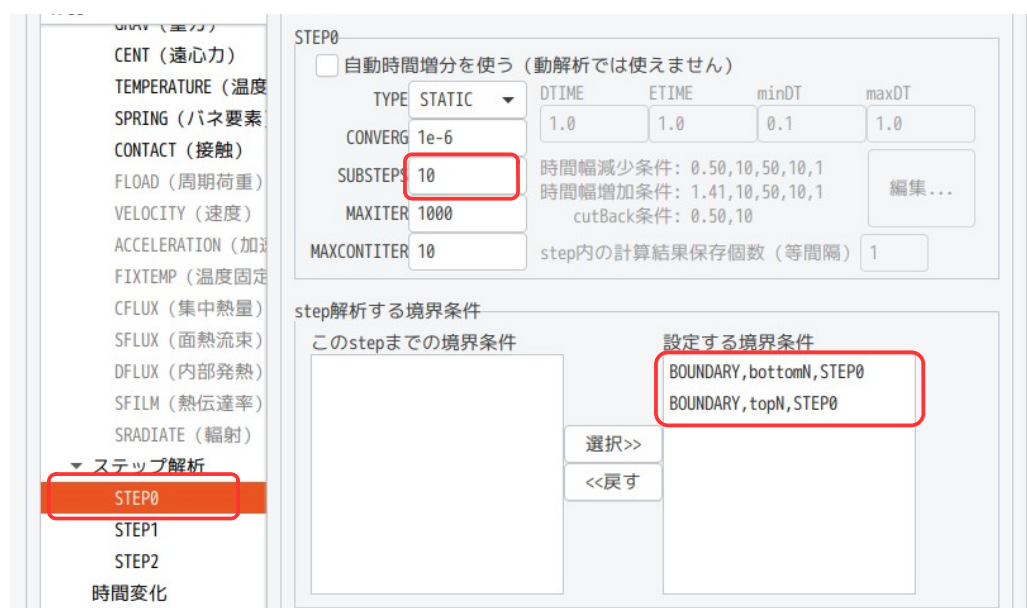 CENT (遠心力)
TEMPERATURE (温度
SPRING (バネ要素
CONTACT (接触)
FLOAD (周期荷重)
VELOCITY (速度)
ACCELERATION (加速
FIXTEMP (温度固定
CFLUX (集中熱量)
SFLUX (面熱流束)
DFLUX (内部発熱)
SFILM (熱伝達率)
SRADIATE (輻射)
▼ ステップ解析
STEP0
STEP1
STEP2
時間変化
STEP0
自動時間増分を使う (動解析では使えません)
TYPE STATIC
CONVERG 1e-6
SUBSTEPS 10
MAXITER 1000
MAXCONTITER 10
DTIME ETIME minDT maxDT
1.0 1.0 0.1 1.0
時間幅減少条件: 0.50,10,50,10,1
時間幅増加条件: 1.41,10,50,10,1
cutBack条件: 0.50,10
編集...
step内の計算結果保存個数 (等間隔) 1
step解析する境界条件
このstepまでの境界条件
選択>>
<<戻す
設定する境界条件
BOUNDARY,bottomN,STEP0
BOUNDARY,topN,STEP0